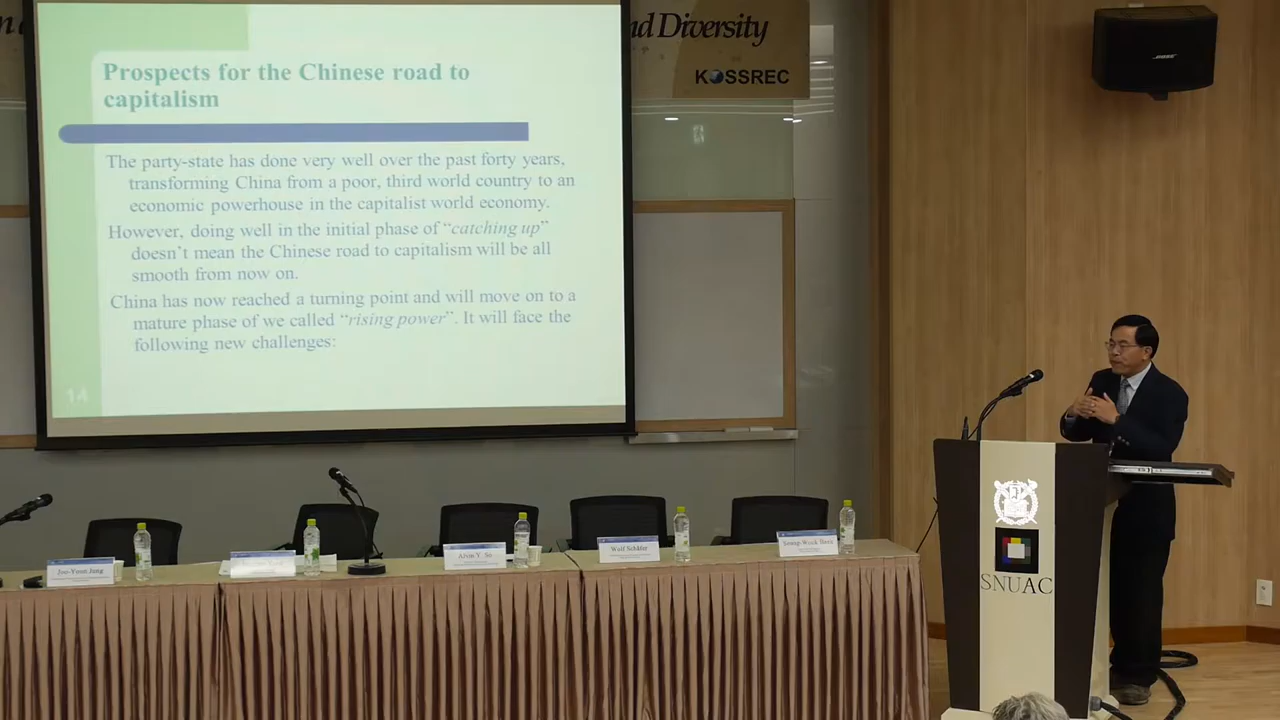 nd Diversity
KOSSREC
BOSE
Prospects for the Chinese road to
capitalism
The party-state has done very well over the past forty years,
transforming China from a poor, third world country to an
economic powerhouse in the capitalist world economy.
However, doing well in the initial phase of “catching up”
doesn’t mean the Chinese road to capitalism will be all
smooth from now on.
China has now reached a turning point and will move on to a
mature phase of we called “rising power”. It will face the
following new challenges:
14
Alvin Y. So
Wulf Schäfer
SNUAC